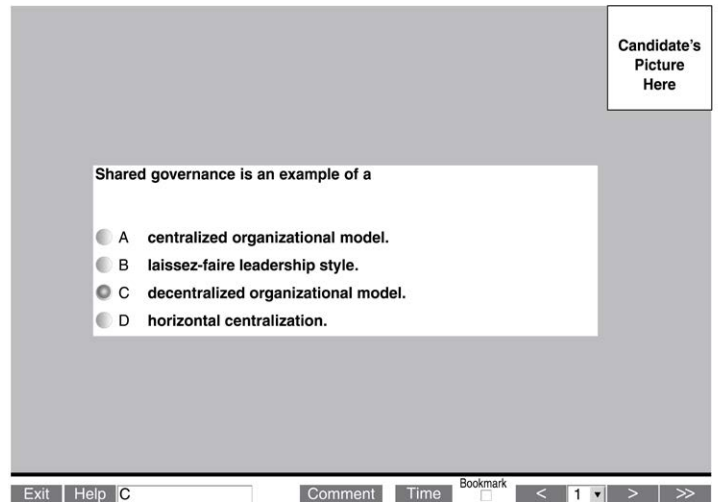 Candidate's
Picture
Here
Shared governance is an example of a
A centralized organizational model.
B laissez-faire leadership style.
C decentralized organizational model.
D horizontal centralization.
Exit Help C Comment Time Bookmark < 1 > >>